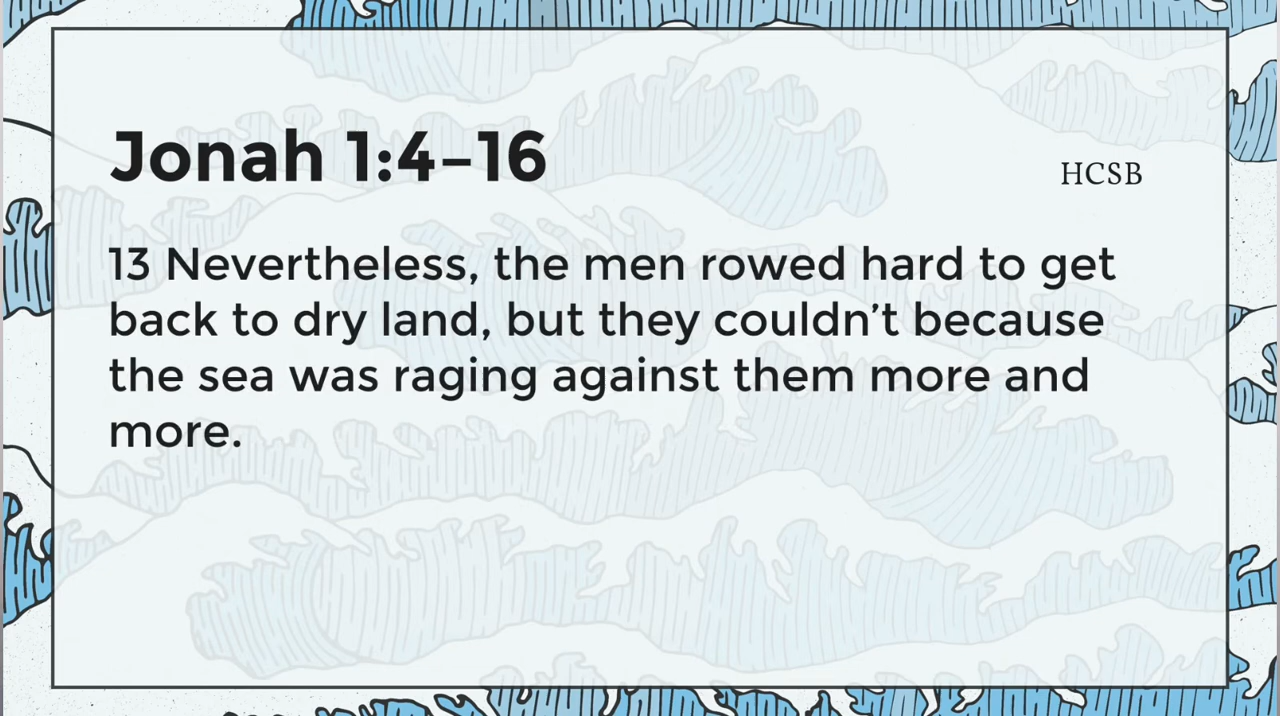 Jonah 1:4–16
HCSB
13 Nevertheless, the men rowed hard to get
back to dry land, but they couldn’t because
the sea was raging against them more and
more.